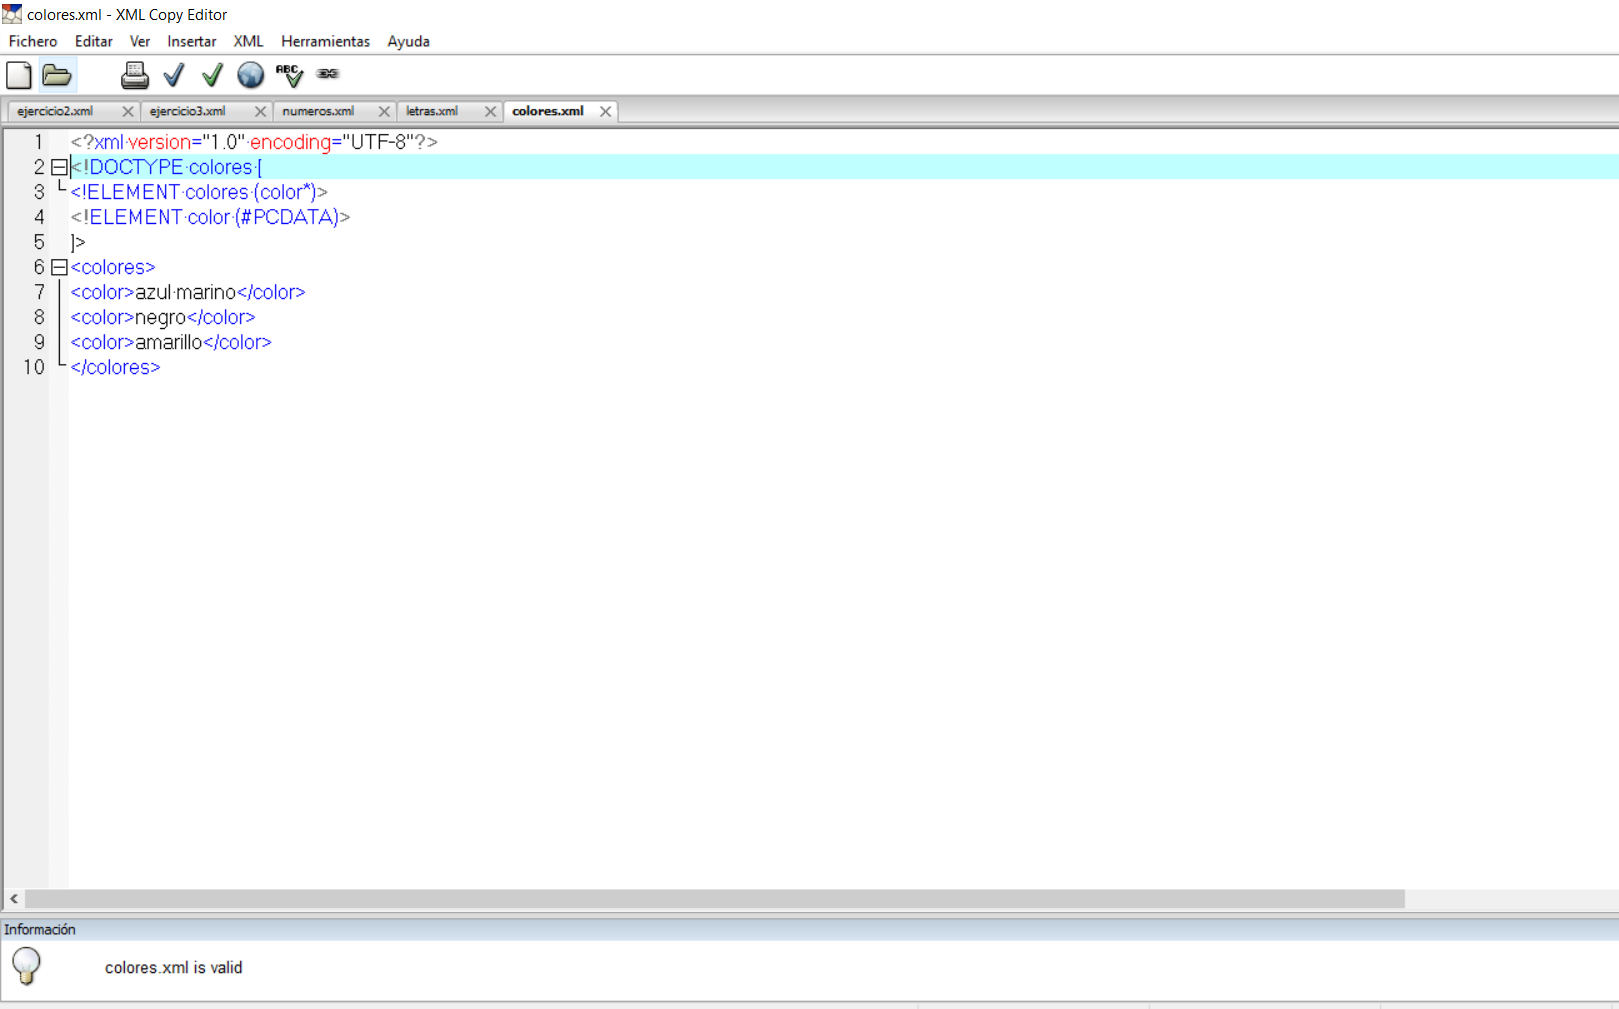 colores.xml - XML Copy Editor
Fichero Editar Ver Insertar XML Herramientas Ayuda
ABC
ejercicio2.xml ejercicio3.xml numeros.xml letras.xml colores.xml
1 <?xml version="1.0" encoding="UTF-8"?>
2 <!DOCTYPE colores [
3 <!ELEMENT colores (color*)>
4 <!ELEMENT color (#PCDATA)>
5 ]>
6 <colores>
7 <color>azul marino</color>
8 <color>negro</color>
9 <color>amarillo</color>
10 </colores>
Información
colores.xml is valid